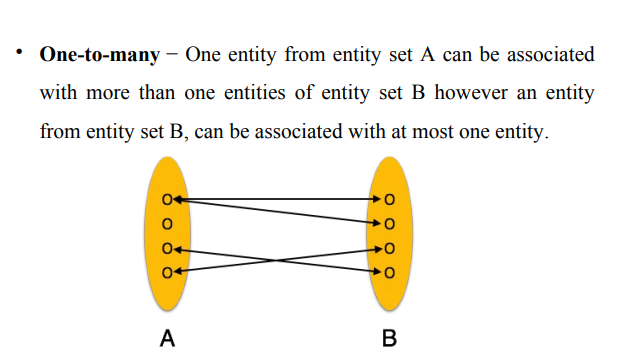 • One-to-many − One entity from entity set A can be associated
with more than one entities of entity set B however an entity
from entity set B, can be associated with at most one entity.
A B